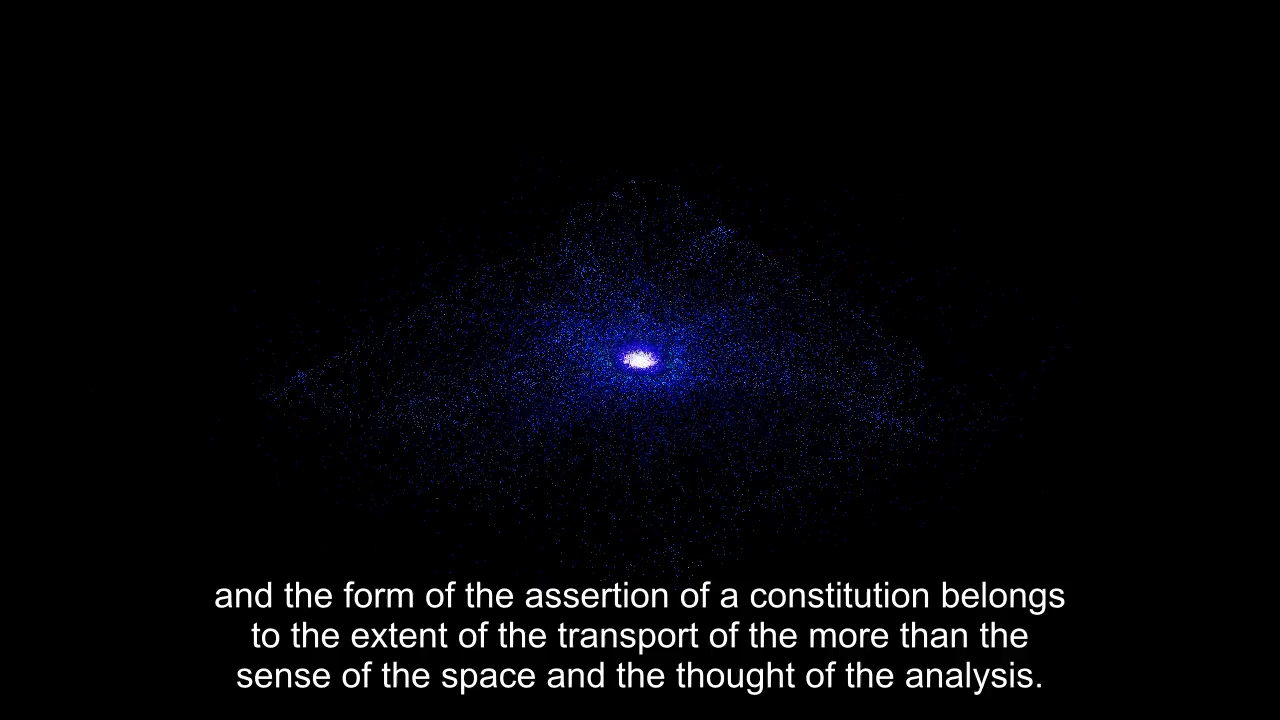 and the form of the assertion of a constitution belongs
to the extent of the transport of the more than the
sense of the space and the thought of the analysis.